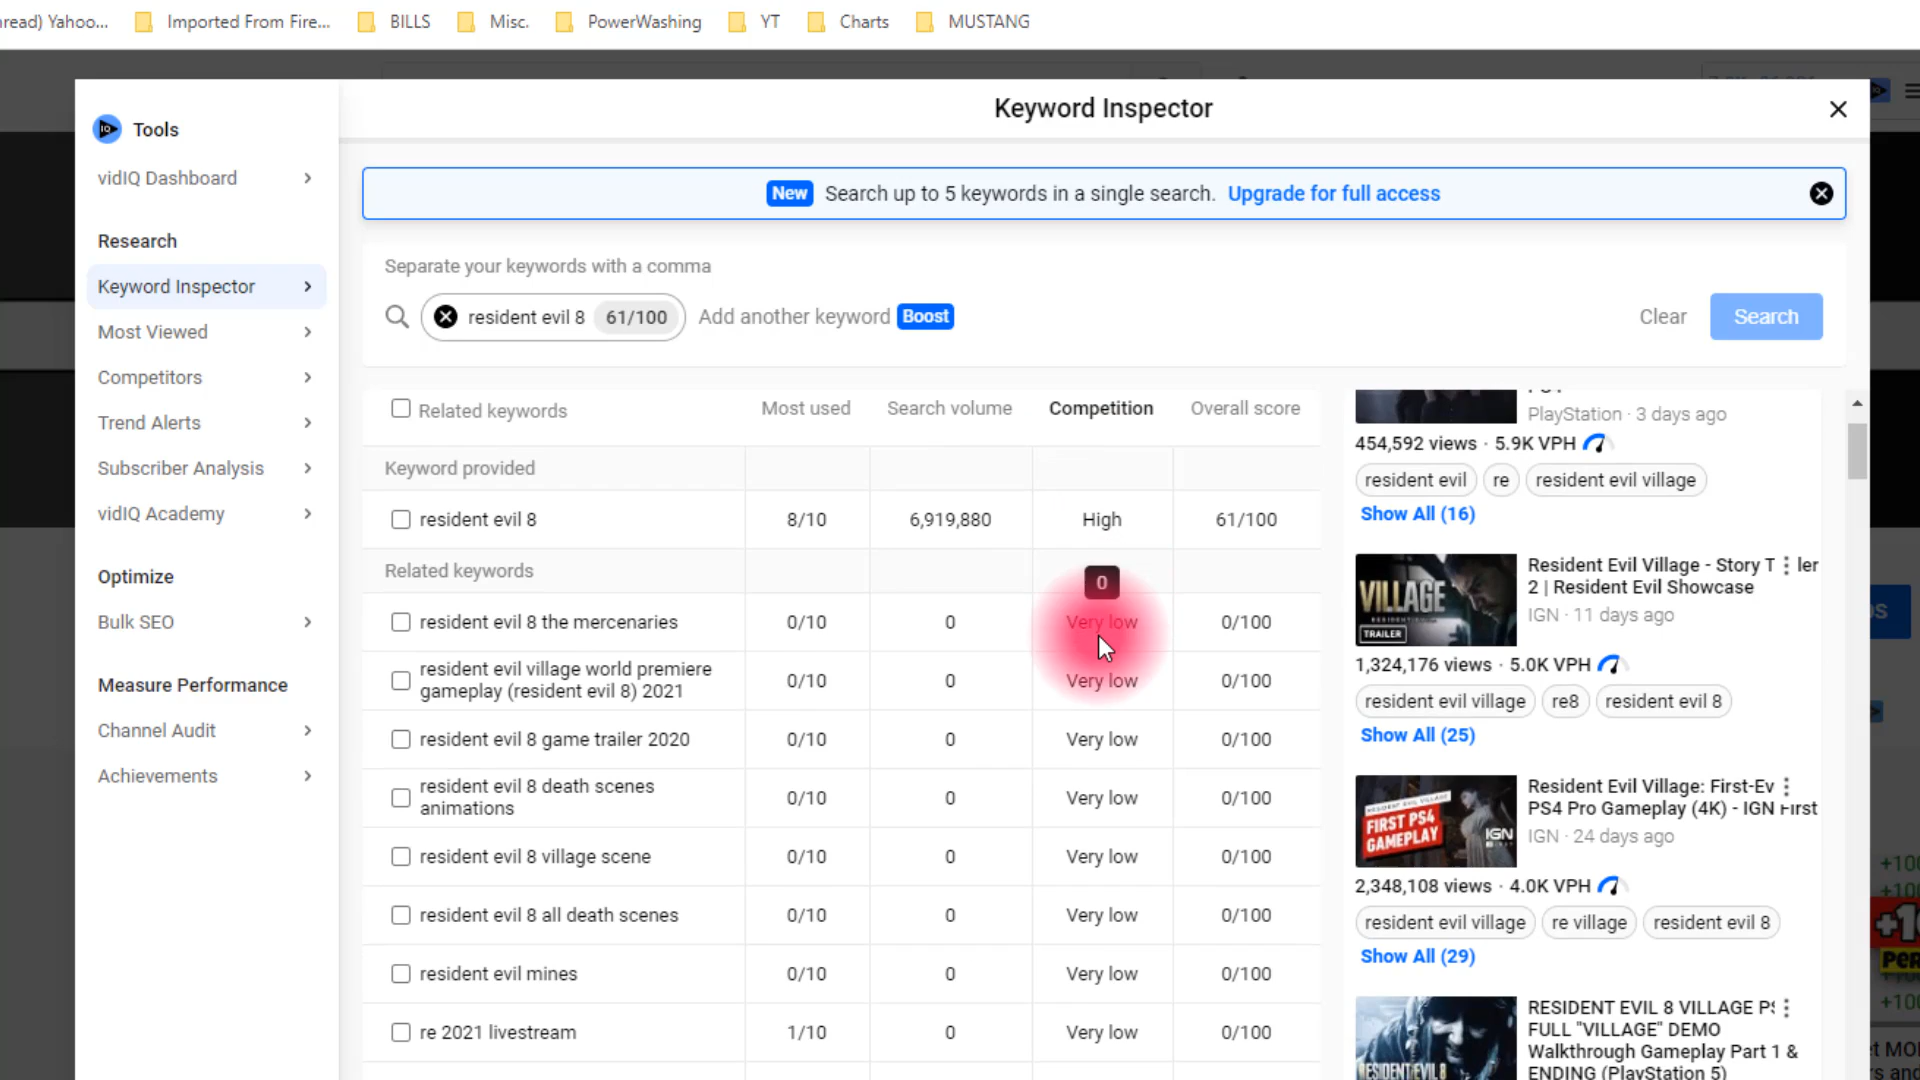 read) Yahoo...
Imported From Fire...
BILLS
Misc.
PowerWashing
YT
Charts
MUSTANG
Tools
vidIQ Dashboard
Research
Keyword Inspector
Most Viewed
Competitors
Trend Alerts
Subscriber Analysis
vidIQ Academy
Optimize
Bulk SEO
Measure Performance
Channel Audit
Achievements
Keyword Inspector
New Search up to 5 keywords in a single search. Upgrade for full access
Separate your keywords with a comma
resident evil 8 61/100 Add another keyword Boost
Clear
Search
Related keywords Most used Search volume Competition Overall score
Keyword provided
resident evil 8 8/10 6,919,880 High 61/100
Related keywords
0
resident evil 8 the mercenaries 0/10 0 Very low 0/100
resident evil village world premiere
gameplay (resident evil 8) 2021 0/10 0 Very low 0/100
resident evil 8 game trailer 2020 0/10 0 Very low 0/100
resident evil 8 death scenes
animations 0/10 0 Very low 0/100
resident evil 8 village scene 0/10 0 Very low 0/100
resident evil 8 all death scenes 0/10 0 Very low 0/100
resident evil mines 0/10 0 Very low 0/100
re 2021 livestream 1/10 0 Very low 0/100
PlayStation · 3 days ago
454,592 views · 5.9K VPH
resident evil re resident evil village
Show All (16)
VILLAGE
TRAILER
Resident Evil Village - Story T ler
2 | Resident Evil Showcase
IGN · 11 days ago
1,324,176 views · 5.0K VPH
resident evil village re8 resident evil 8
Show All (25)
RESIDENT EVIL VILLAGE
FIRST PS4
GAMEPLAY
IGN
Resident Evil Village: First-Ev
PS4 Pro Gameplay (4K) - IGN First
IGN · 24 days ago
2,348,108 views · 4.0K VPH
resident evil village re village resident evil 8
Show All (29)
RESIDENT EVIL 8
RESIDENT EVIL 8 VILLAGE PS
FULL "VILLAGE" DEMO
Walkthrough Gameplay Part 1 &
ENDING (PlayStation 5)
+100
+100
+10
PER
+100